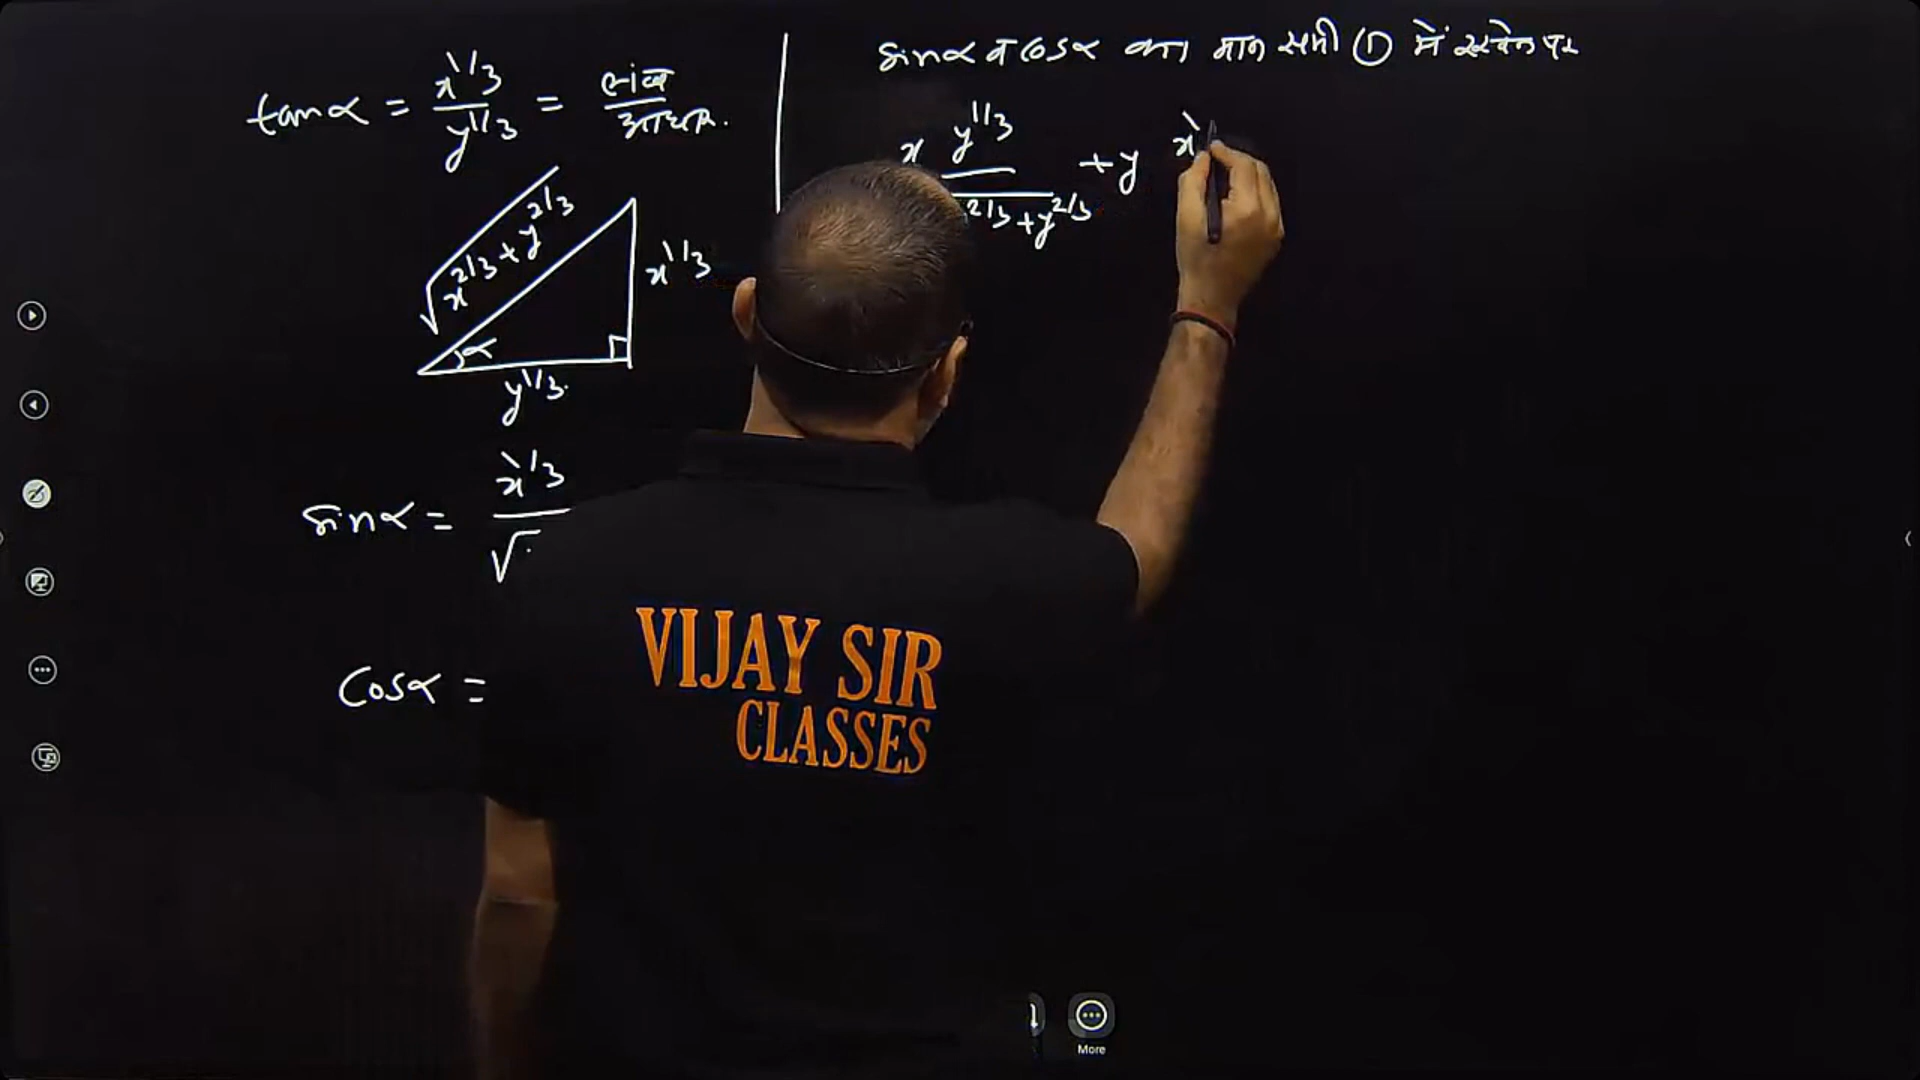 tanα = x^1/3 / y^1/3 = लंब / आधार.
√x^2/3 + y^2/3
x^1/3
α
y^1/3.
sinα = x^1/3 / √
cosα =
sinα व cosα का मान समी ① में रखने पर
x y^1/3 / ^2/3 + y^2/3 + y x^1
VIJAY SIR
CLASSES
More